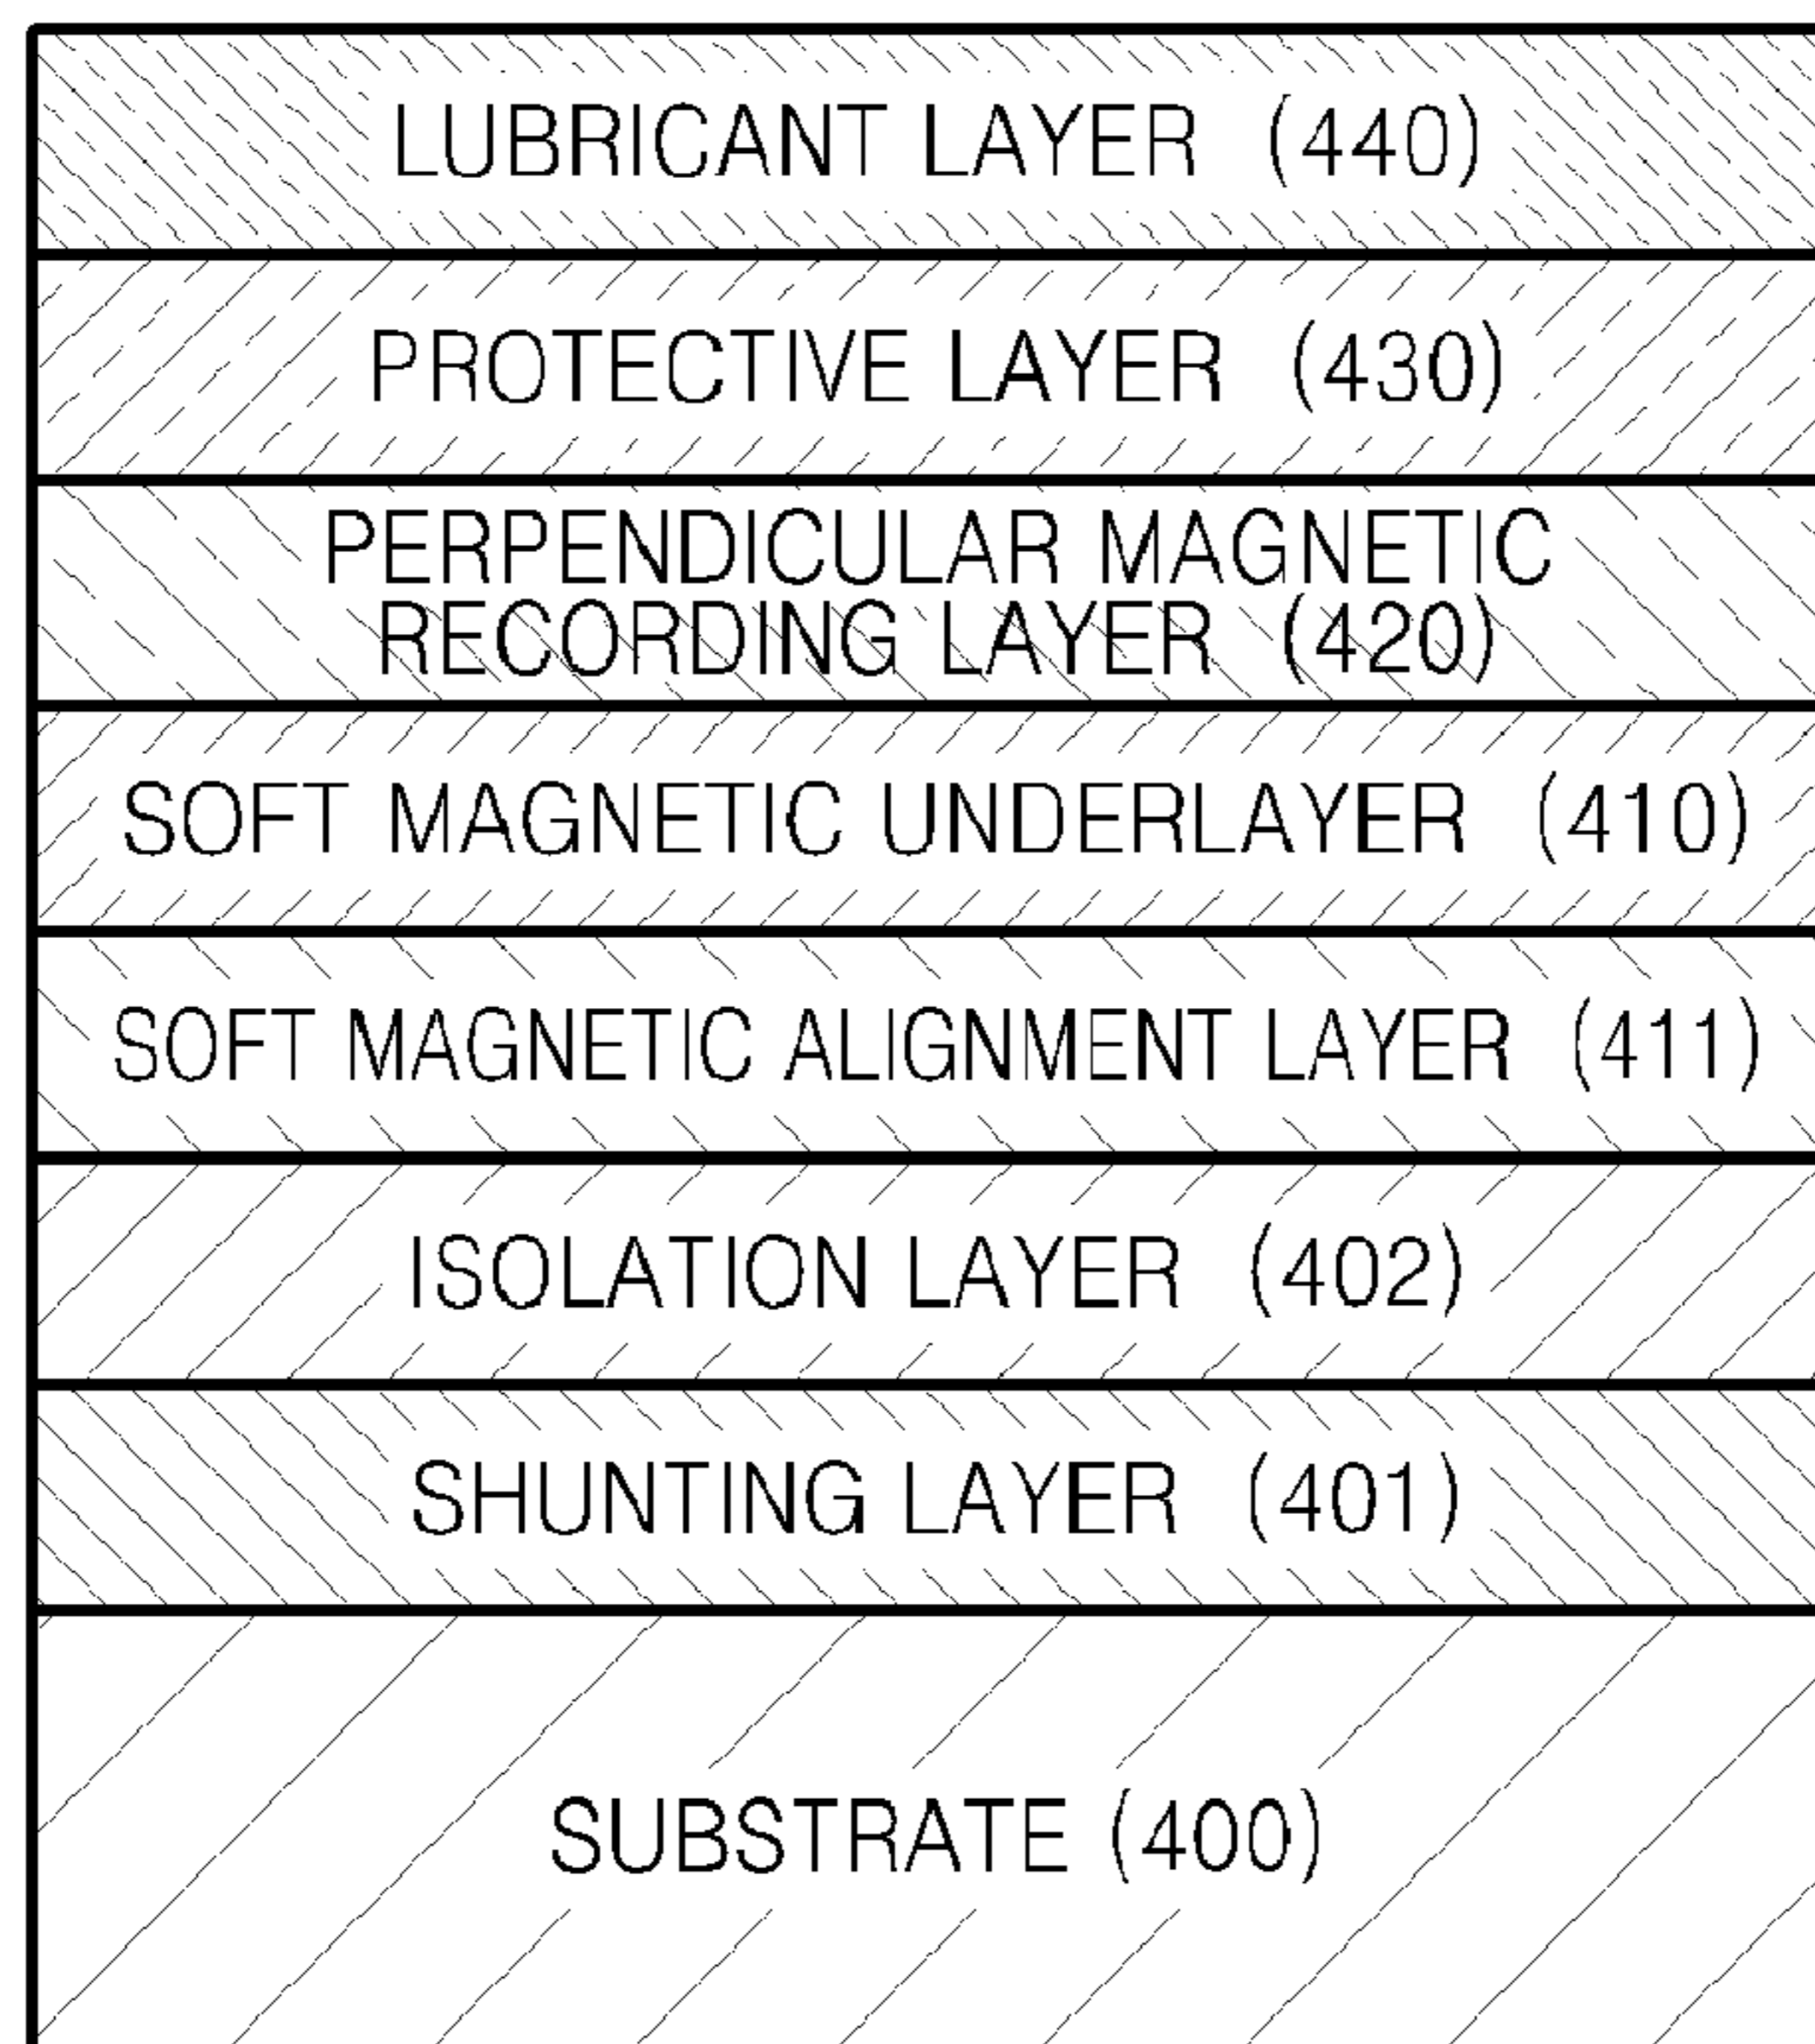 LUBRICANT LAYER (440)
PROTECTIVE LAYER (430)
PERPENDICULAR MAGNETIC
RECORDING LAYER (420)
SOFT MAGNETIC UNDERLAYER (410)
SOFT MAGNETIC ALIGNMENT LAYER (411)
ISOLATION LAYER (402)
SHUNTING LAYER (401)
SUBSTRATE (400)